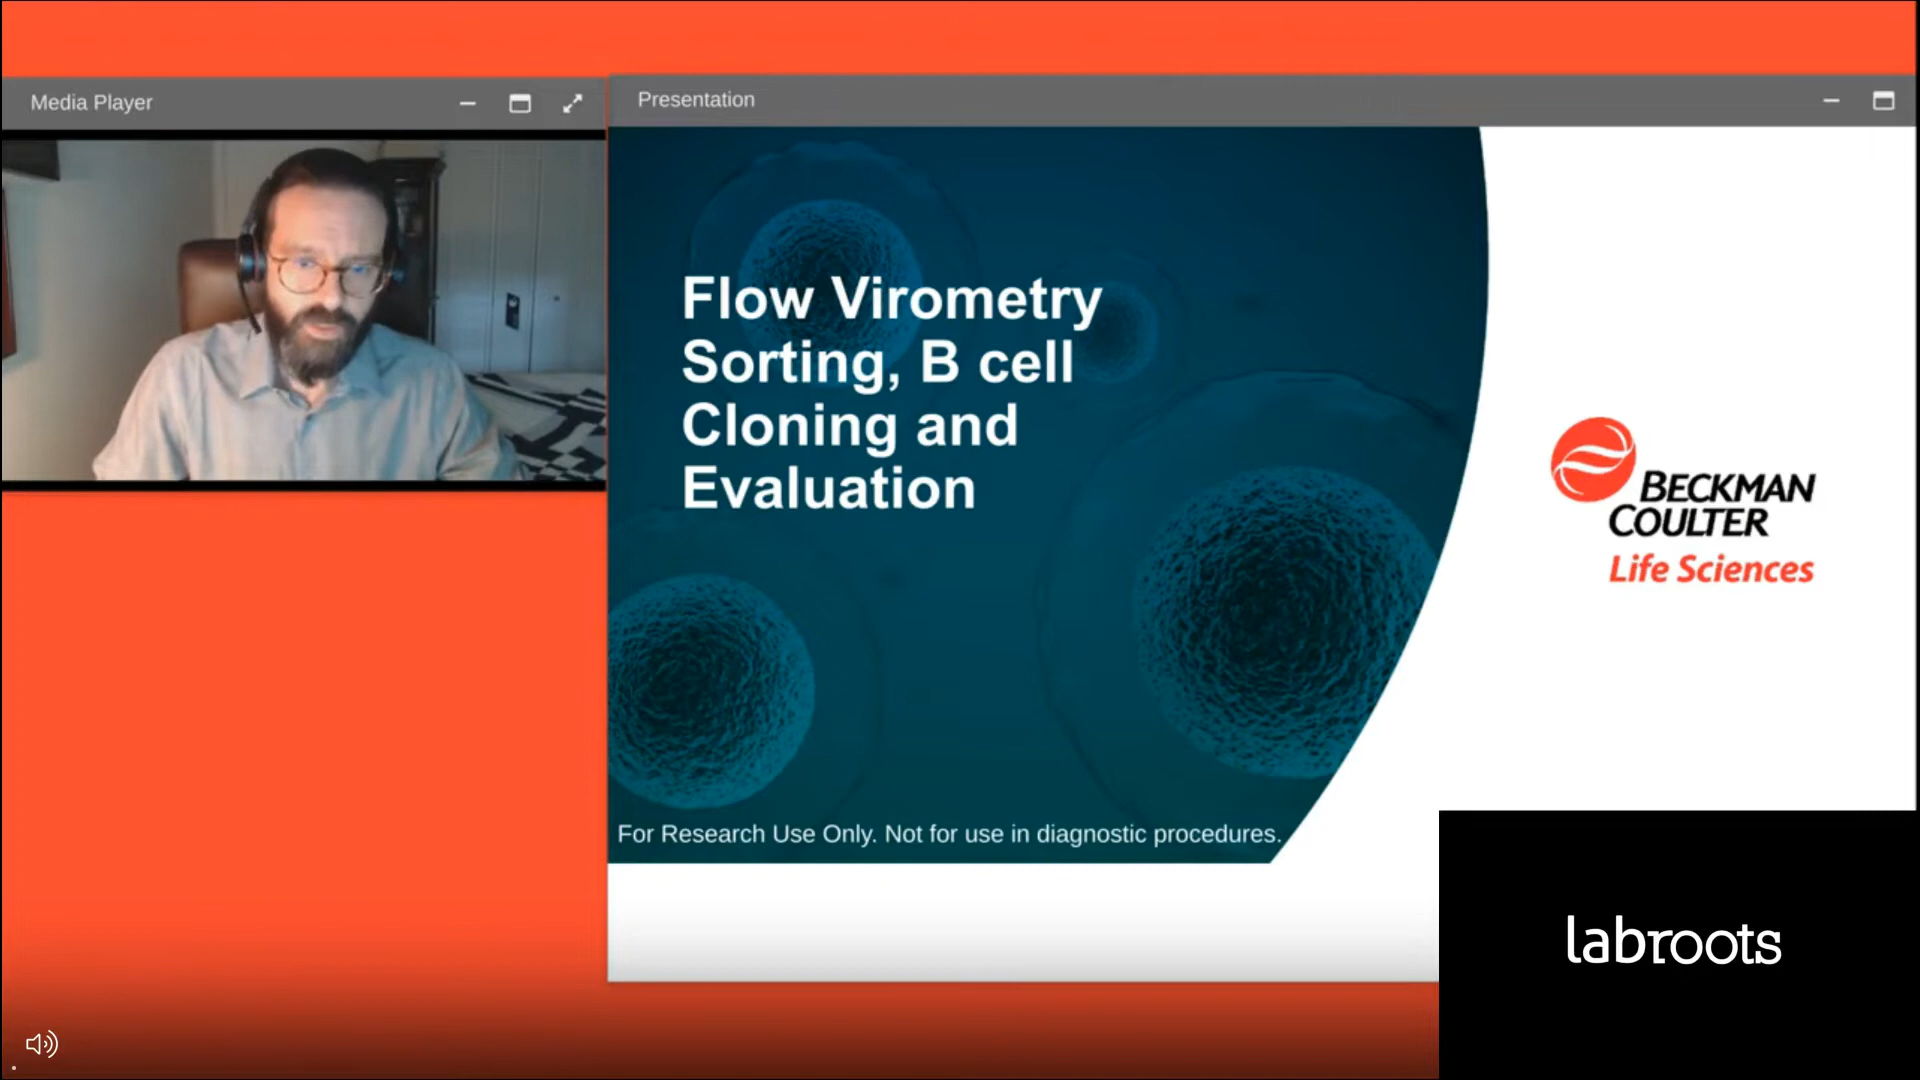 Media Player
Presentation
Flow Virometry
Sorting, B cell
Cloning and
Evaluation
BECKMAN
COULTER
Life Sciences
For Research Use Only. Not for use in diagnostic procedures.
labroots